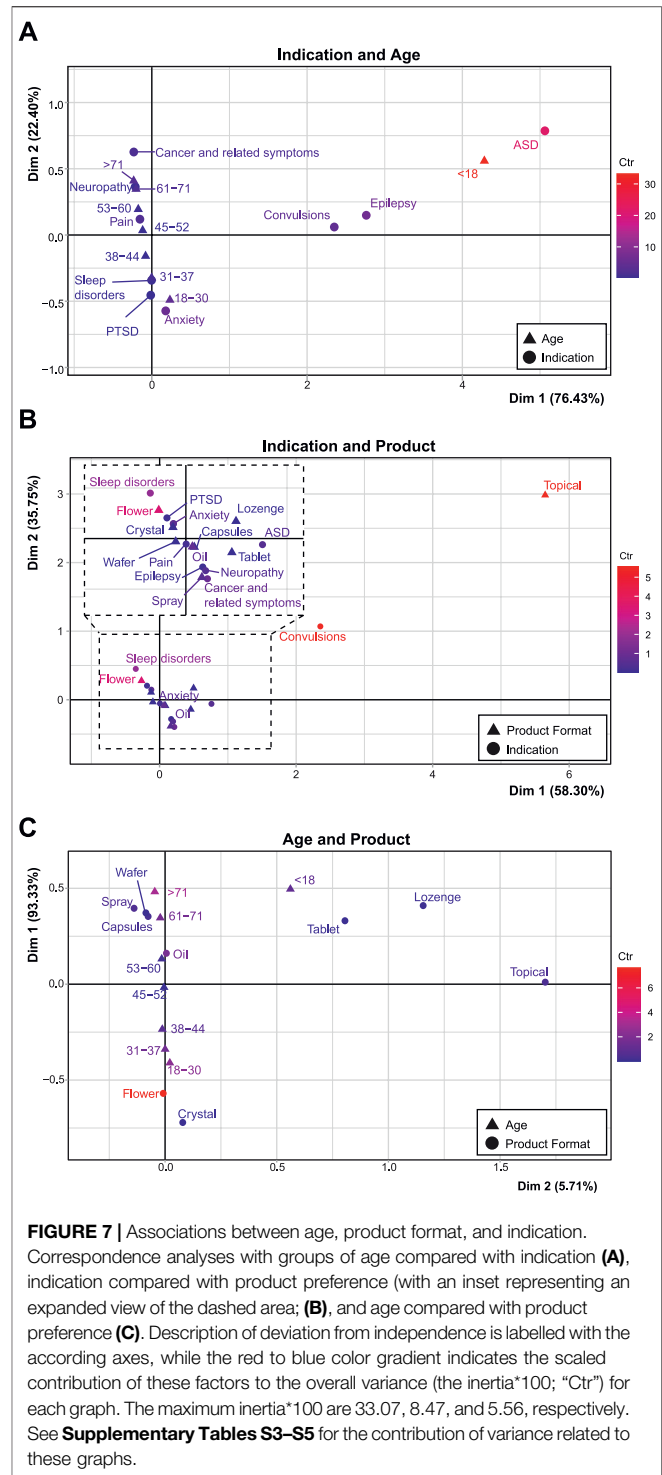 A
Indication and Age
Dim 2 (22.40%)
1.0
0.5
0.0
−0.5
−1.0
Cancer and related symptoms
>71
Neuropathy
61−71
53−60
Pain
45−52
38−44
31−37
Sleep
disorders
18−30
PTSD
Anxiety
Convulsions
Epilepsy
<18
ASD
Ctr
30
20
10
Age
Indication
0
2
4
Dim 1 (76.43%)
B
Indication and Product
Dim 2 (35.75%)
3
2
1
0
Sleep disorders
PTSD
Lozenge
Flower
Anxiety
Crystal
Capsules
ASD
Wafer
Pain
Oil
Tablet
Epilepsy
Neuropathy
Spray
Cancer and
related symptoms
Topical
Convulsions
Sleep disorders
Flower
Anxiety
Oil
Ctr
5
4
3
2
1
Product Format
Indication
0
2
4
6
Dim 1 (58.30%)
C
Age and Product
Dim 1 (93.33%)
0.5
0.0
−0.5
Wafer
>71
Spray
Capsules
61−71
<18
Lozenge
Tablet
Oil
53−60
Topical
45−52
38−44
31−37
18−30
Flower
Crystal
Ctr
6
4
2
Age
Product Format
0.0
0.5
1.0
1.5
Dim 2 (5.71%)
FIGURE 7 | Associations between age, product format, and indication.
Correspondence analyses with groups of age compared with indication (A),
indication compared with product preference (with an inset representing an
expanded view of the dashed area; (B), and age compared with product
preference (C). Description of deviation from independence is labelled with the
according axes, while the red to blue color gradient indicates the scaled
contribution of these factors to the overall variance (the inertia*100; “Ctr”) for
each graph. The maximum inertia*100 are 33.07, 8.47, and 5.56, respectively.
See Supplementary Tables S3–S5 for the contribution of variance related to
these graphs.